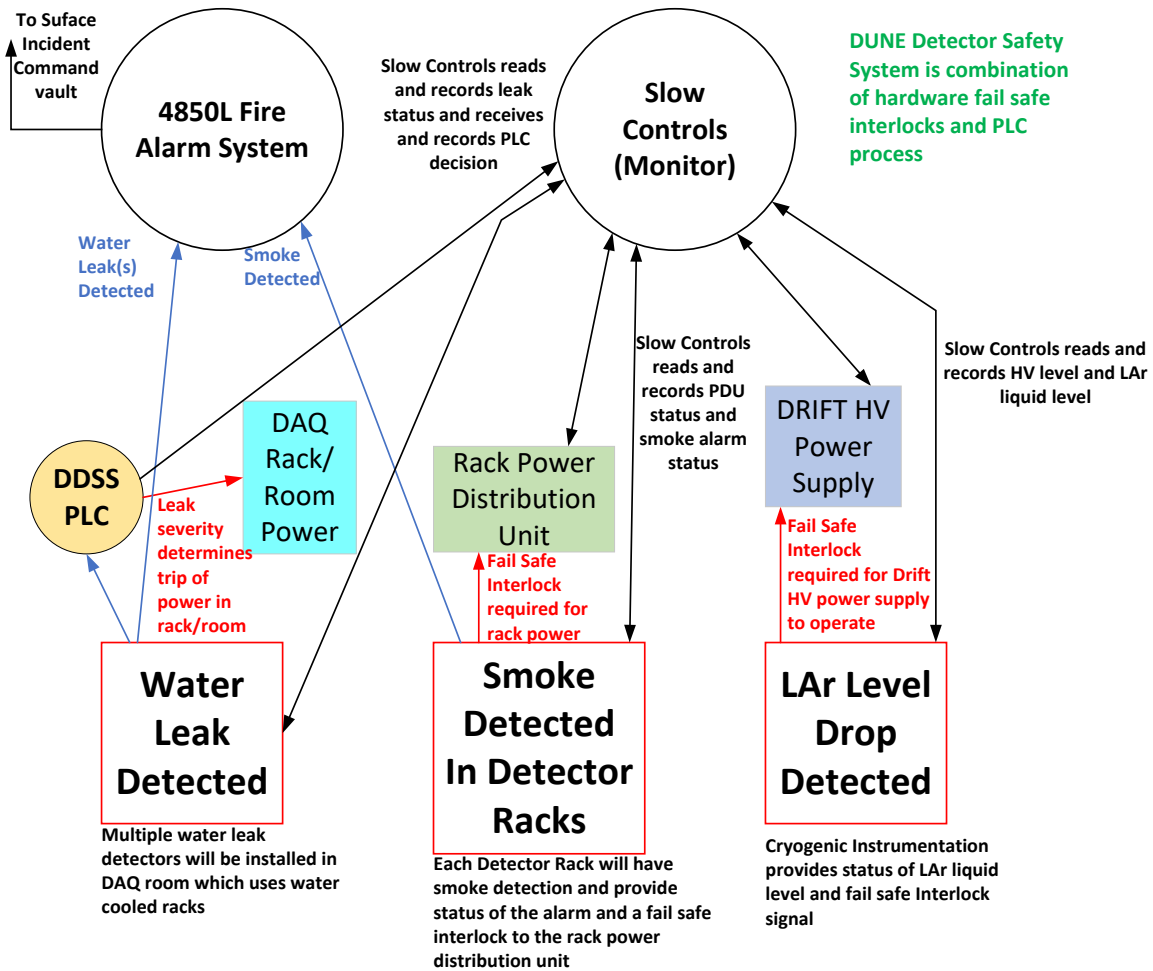 To Suface
Incident
Command
vault
4850L Fire
Alarm System
Slow Controls reads
and records leak
status and receives
and records PLC
decision
Slow
Controls
(Monitor)
DUNE Detector Safety
System is combination
of hardware fail safe
interlocks and PLC
process
Water
Leak(s)
Detected
Smoke
Detected
Slow Controls
reads and
records PDU
status and
smoke alarm
status
Slow Controls reads and
records HV level and LAr
liquid level
DDSS
PLC
DAQ
Rack/
Room
Power
Rack Power
Distribution
Unit
DRIFT HV
Power
Supply
Leak
severity
determines
trip of
power in
rack/room
Fail Safe
Interlock
required for
rack power
Fail Safe
Interlock
required for Drift
HV power supply
to operate
Water
Leak
Detected
Smoke
Detected
In Detector
Racks
LAr Level
Drop
Detected
Multiple water leak
detectors will be installed in
DAQ room which uses water
cooled racks
Each Detector Rack will have
smoke detection and provide
status of the alarm and a fail safe
interlock to the rack power
distribution unit
Cryogenic Instrumentation
provides status of LAr liquid
level and fail safe Interlock
signal